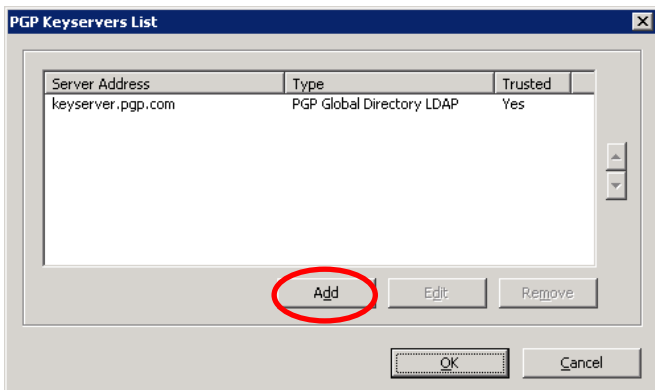 PGP Keyservers List
Server Address Type Trusted
keyserver.pgp.com PGP Global Directory LDAP Yes
Add Edit Remove
OK Cancel